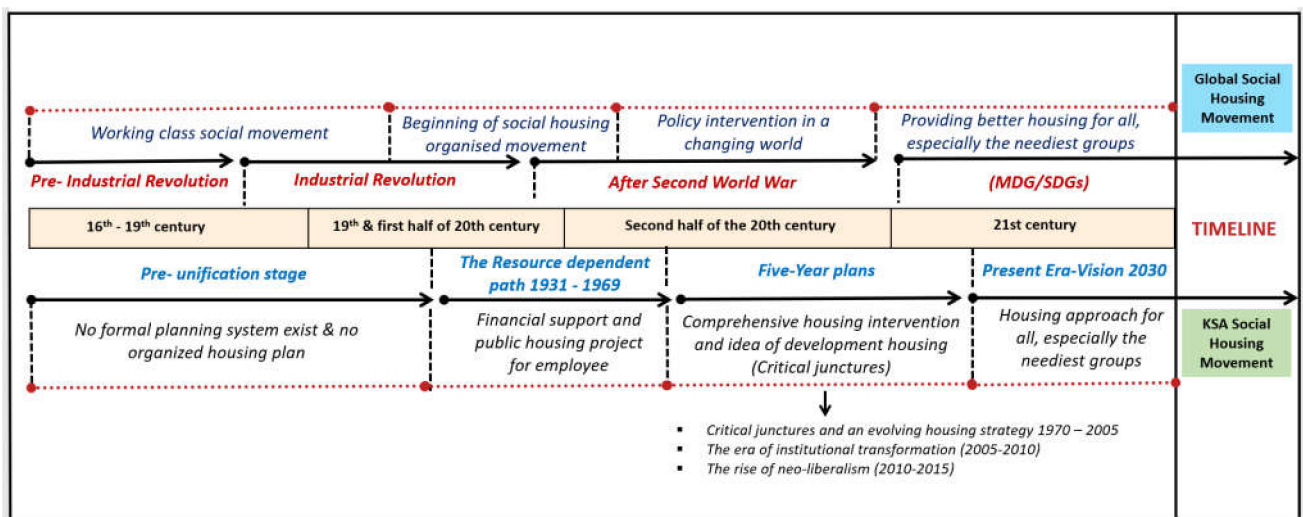 Global Social
Housing
Movement
Working class social movement
Beginning of social housing
organised movement
Policy intervention in a
changing world
Providing better housing for all,
especially the neediest groups
Pre- Industrial Revolution
Industrial Revolution
After Second World War
(MDG/SDGs)
16th - 19th century
19th & first half of 20th century
Second half of the 20th century
21st century
TIMELINE
Pre- unification stage
The Resource dependent
path 1931 - 1969
Five-Year plans
Present Era-Vision 2030
No formal planning system exist & no
organized housing plan
Financial support and
public housing project
for employee
Comprehensive housing intervention
and idea of development housing
(Critical junctures)
Housing approach for
all, especially the
neediest groups
KSA Social
Housing
Movement
▪ Critical junctures and an evolving housing strategy 1970 – 2005
▪ The era of institutional transformation (2005-2010)
▪ The rise of neo-liberalism (2010-2015)